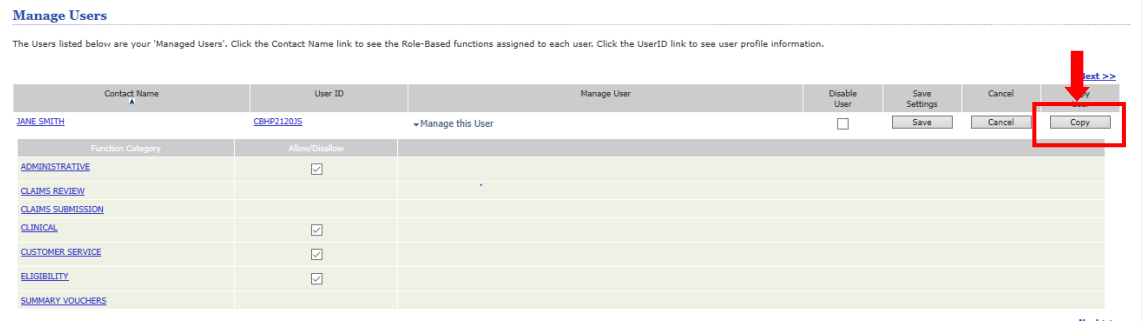 Manage Users
The Users listed below are your 'Managed Users'. Click the Contact Name link to see the Role-Based functions assigned to each user. Click the UserID link to see user profile information.
Next >>
Contact Name User ID Manage User Disable User Save Settings Cancel
JANE SMITH CBHP2120JS Manage this User Save Cancel Copy
Function Category Allow/Disallow
ADMINISTRATIVE
CLAIMS REVIEW
CLAIMS SUBMISSION
CLINICAL
CUSTOMER SERVICE
ELIGIBILITY
SUMMARY VOUCHERS